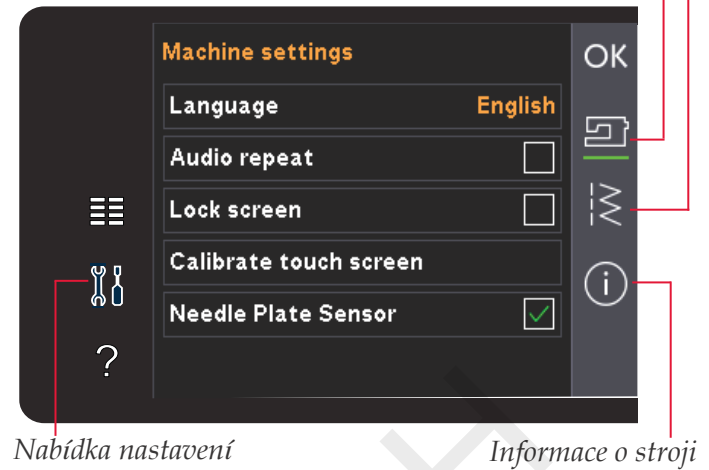 Machine settings
OK
Language English
Audio repeat
Lock screen
Calibrate touch screen
Needle Plate Sensor
?
i
Nabídka nastavení
Informace o stroji